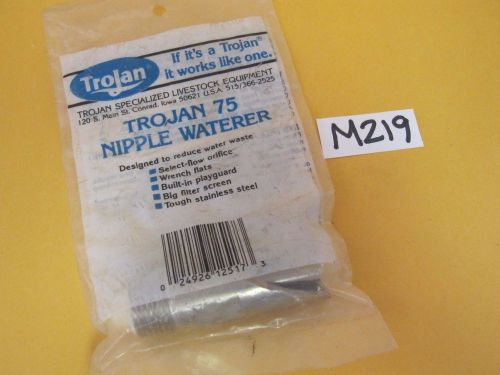 Trojan
If it's a Trojan®
it works like one.
TROJAN SPECIALIZED LIVESTOCK EQUIPMENT
120 S. Main St. Conrad, Iowa 50621 U.S.A. 515/366-2525
TROJAN 75
NIPPLE WATERER
Designed to reduce water waste
Select-flow orifice
Wrench flats
Built-in playguard
Big filter screen
Tough stainless steel
0 24926 12517 3
M219